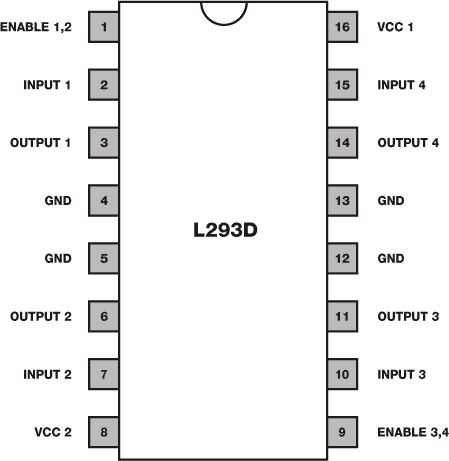 ENABLE 1,2 1 16 VCC 1
INPUT 1 2 15 INPUT 4
OUTPUT 1 3 14 OUTPUT 4
GND 4 13 GND
L293D
GND 5 12 GND
OUTPUT 2 6 11 OUTPUT 3
INPUT 2 7 10 INPUT 3
VCC 2 8 9 ENABLE 3,4